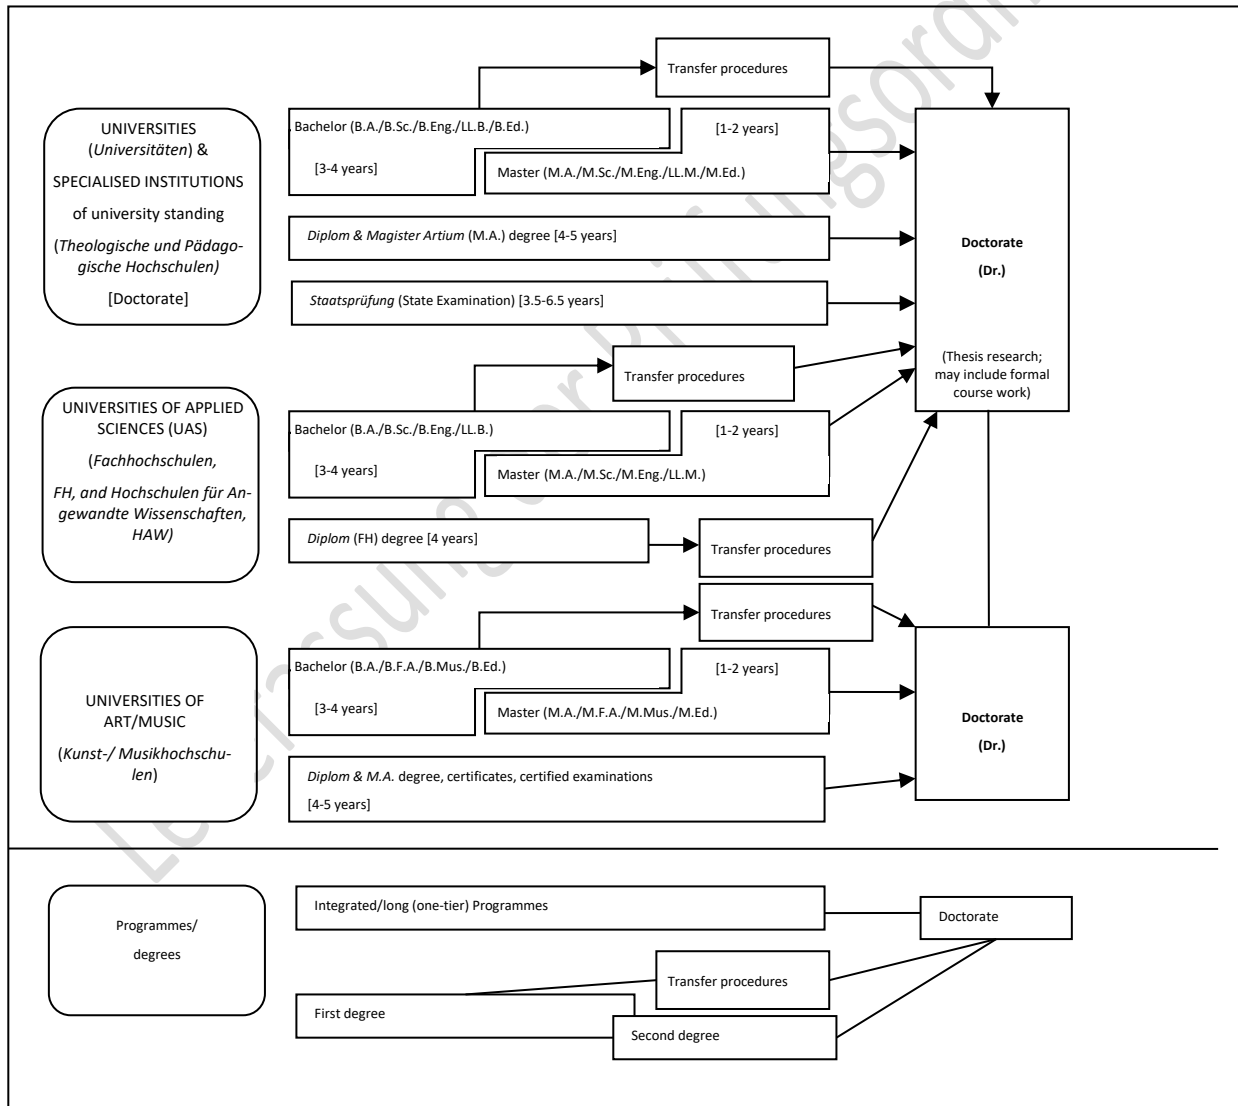 Transfer procedures
UNIVERSITIES
(Universitäten) &
SPECIALISED INSTITUTIONS
of university standing
(Theologische und Pädago-
gische Hochschulen)
[Doctorate]
Bachelor (B.A./B.Sc./B.Eng./LL.B./B.Ed.)
[3-4 years]
[1-2 years]
Master (M.A./M.Sc./M.Eng./LL.M./M.Ed.)
Diplom & Magister Artium (M.A.) degree [4-5 years]
Staatsprüfung (State Examination) [3.5-6.5 years]
Doctorate
(Dr.)
(Thesis research;
may include formal
course work)
UNIVERSITIES OF APPLIED
SCIENCES (UAS)
(Fachhochschulen,
FH, and Hochschulen für An-
gewandte Wissenschaften,
HAW)
Transfer procedures
Bachelor (B.A./B.Sc./B.Eng./LL.B.)
[3-4 years]
[1-2 years]
Master (M.A./M.Sc./M.Eng./LL.M.)
Diplom (FH) degree [4 years]
Transfer procedures
UNIVERSITIES OF
ART/MUSIC
(Kunst-/ Musikhochschu-
len)
Transfer procedures
Bachelor (B.A./B.F.A./B.Mus./B.Ed.)
[3-4 years]
[1-2 years]
Master (M.A./M.F.A./M.Mus./M.Ed.)
Diplom & M.A. degree, certificates, certified examinations
[4-5 years]
Doctorate
(Dr.)
Programmes/
degrees
Integrated/long (one-tier) Programmes
Doctorate
Transfer procedures
First degree
Second degree